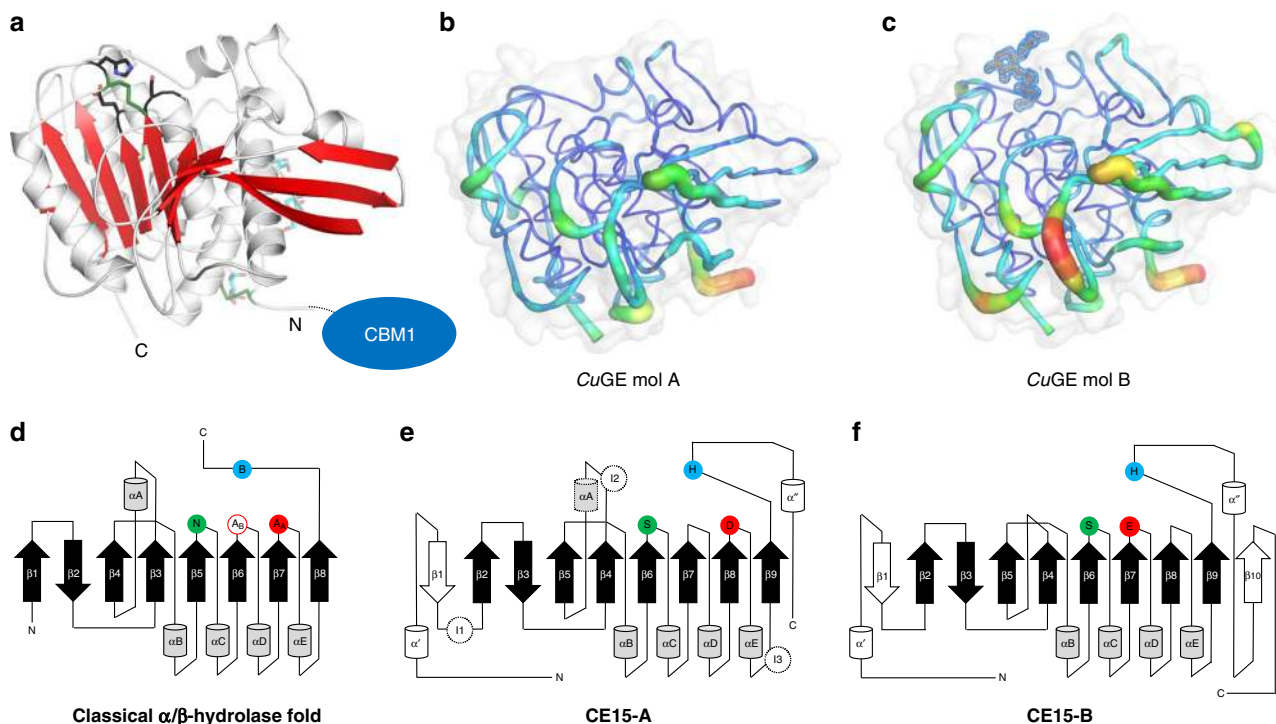 a
b
c
N
C
CBM1
CuGE mol A
CuGE mol B
d
e
f
C
B
αA
N
A_B
A_A
β1
β2
β4
β3
β5
β6
β7
β8
N
αB
αC
αD
αE
Classical α/β-hydrolase fold
H
I2
αA
α″
S
D
β1
β2
β3
β5
β4
β6
β7
β8
β9
I1
C
α′
αB
αC
αD
αE
I3
N
CE15-A
H
α″
S
E
β1
β2
β3
β5
β4
β6
β7
β8
β9
β10
α′
αB
αC
αD
αE
N
C
CE15-B